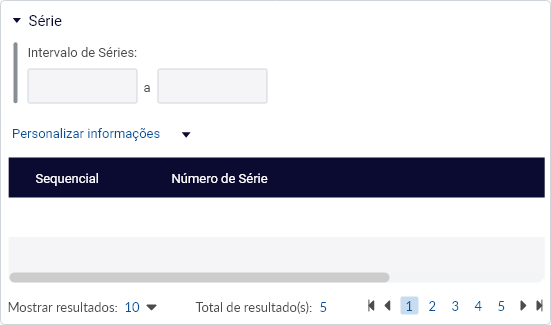 Série
Intervalo de Séries:
a
Personalizar informações
Sequencial Número de Série
Mostrar resultados: 10 Total de resultado(s): 5 1 2 3 4 5